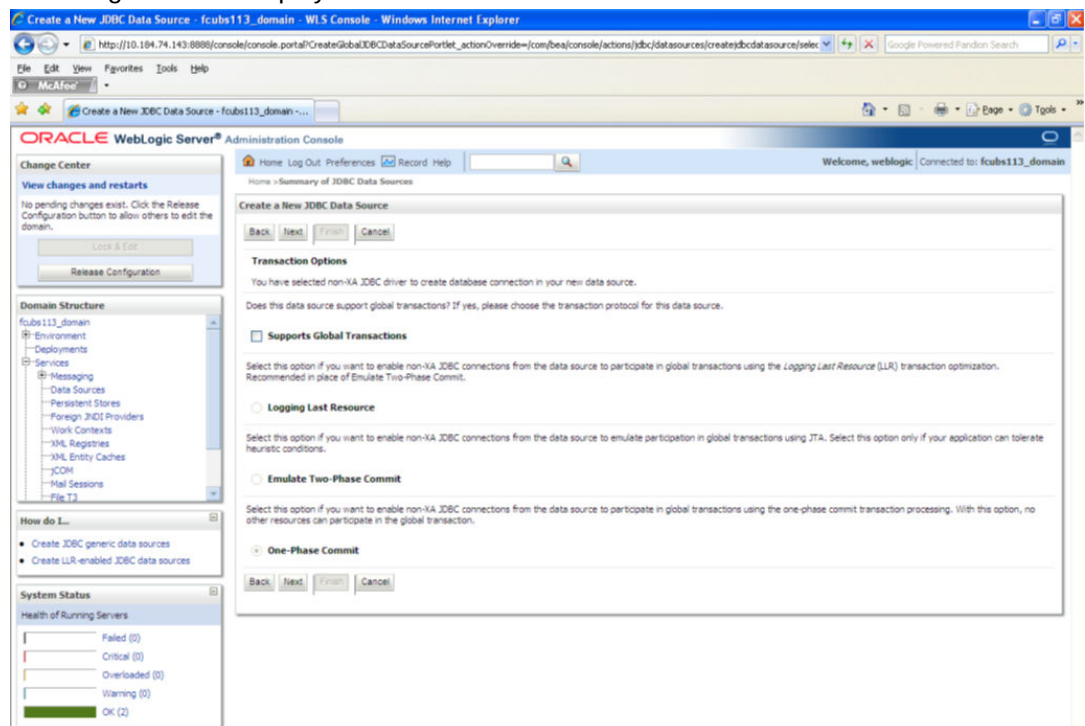 Create a New JDBC Data Source - fcubs113_domain - WLS Console - Windows Internet Explorer
http://10.184.74.143:8888/console/console.portal?CreateGlobalJDBCDataSourcePortlet_actionOverride=/com/bea/console/actions/jdbc/datasources/createjdbcdatasource/selec
Google Powered Pandion Search
File Edit View Favorites Tools Help
McAfee
Create a New JDBC Data Source - fcubs113_domain -...
Page Tools
ORACLE WebLogic Server® Administration Console
Change Center
View changes and restarts
No pending changes exist. Click the Release
Configuration button to allow others to edit the
domain.
Lock & Edit
Release Configuration
Domain Structure
fcubs113_domain
Environment
Deployments
Services
Messaging
Data Sources
Persistent Stores
Foreign JNDI Providers
Work Contexts
XML Registries
XML Entity Caches
jCOM
Mail Sessions
File T3
How do I...
Create JDBC generic data sources
Create LLR-enabled JDBC data sources
System Status
Health of Running Servers
Failed (0)
Critical (0)
Overloaded (0)
Warning (0)
OK (2)
Home Log Out Preferences Record Help
Welcome, weblogic Connected to: fcubs113_domain
Home >Summary of JDBC Data Sources
Create a New JDBC Data Source
Back Next Finish Cancel
Transaction Options
You have selected non-XA JDBC driver to create database connection in your new data source.
Does this data source support global transactions? If yes, please choose the transaction protocol for this data source.
Supports Global Transactions
Select this option if you want to enable non-XA JDBC connections from the data source to participate in global transactions using the Logging Last Resource (LLR) transaction optimization.
Recommended in place of Emulate Two-Phase Commit.
Logging Last Resource
Select this option if you want to enable non-XA JDBC connections from the data source to emulate participation in global transactions using JTA. Select this option only if your application can tolerate
heuristic conditions.
Emulate Two-Phase Commit
Select this option if you want to enable non-XA JDBC connections from the data source to participate in global transactions using the one-phase commit transaction processing. With this option, no
other resources can participate in the global transaction.
One-Phase Commit
Back Next Finish Cancel